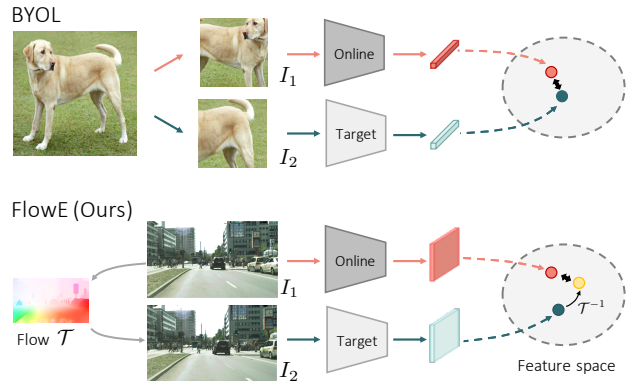 BYOL
Online
I₁
Target
I₂
FlowE (Ours)
Online
I₁
Flow 𝒯
Target
I₂
𝒯⁻¹
Feature space